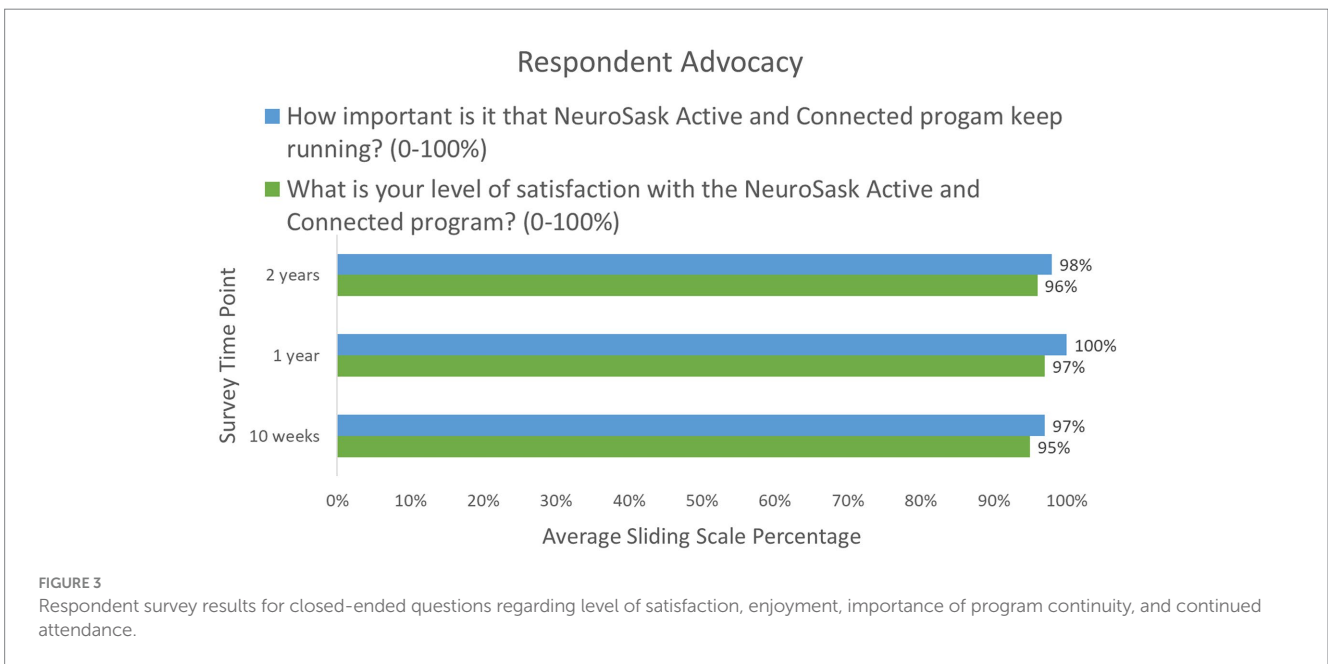 Respondent Advocacy
How important is it that NeuroSask Active and Connected progam keep
running? (0-100%)
What is your level of satisfaction with the NeuroSask Active and
Connected program? (0-100%)
Survey Time Point
2 years
98%
96%
1 year
100%
97%
10 weeks
97%
95%
0% 10% 20% 30% 40% 50% 60% 70% 80% 90% 100%
Average Sliding Scale Percentage
FIGURE 3
Respondent survey results for closed-ended questions regarding level of satisfaction, enjoyment, importance of program continuity, and continued
attendance.